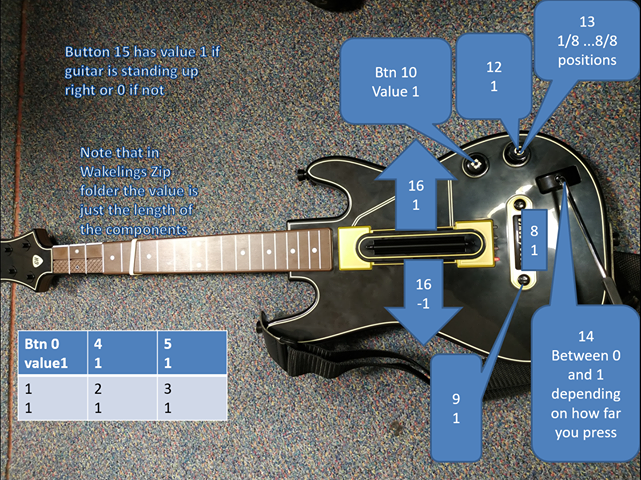 Button 15 has value 1 if
guitar is standing up
right or 0 if not
Note that in
Wakelings Zip
folder the value is
just the length of
the components
Btn 10
Value 1
12
1
13
1/8 ...8/8
positions
16
1
16
-1
8
1
9
1
14
Between 0
and 1
depending
on how far
you press
Btn 0
value1
4
1
5
1
1
1
2
1
3
1